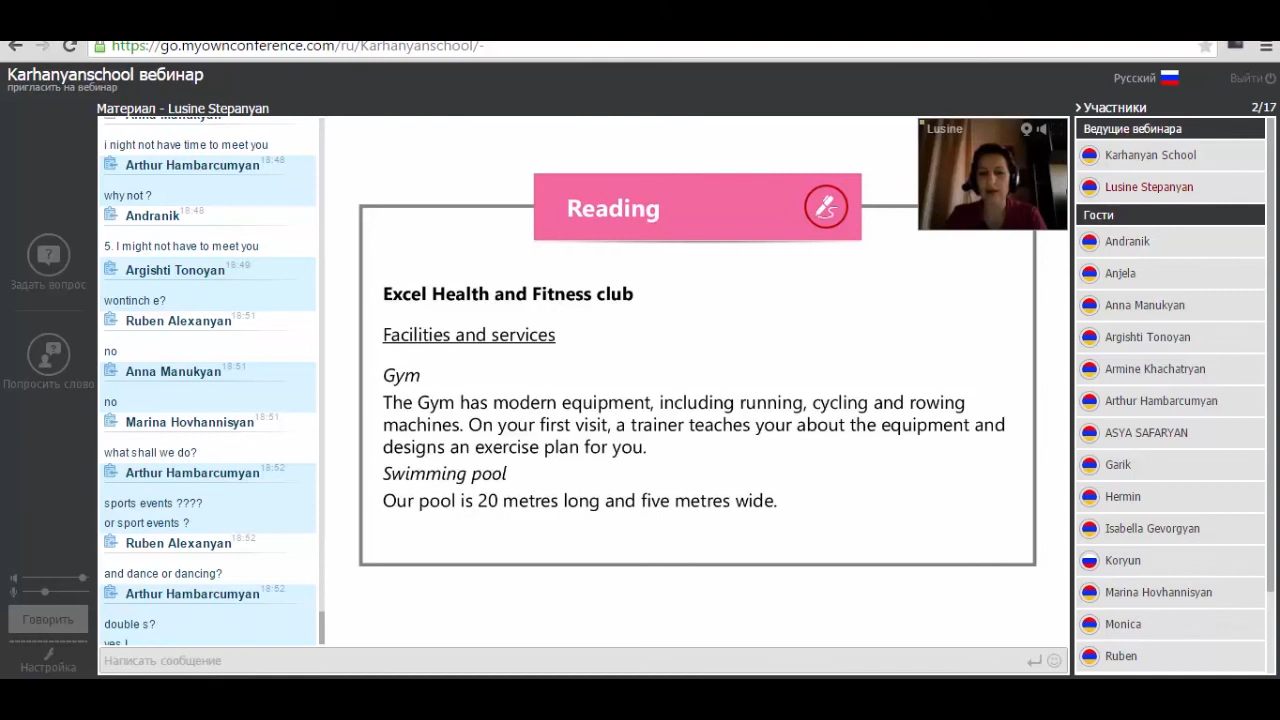 https://go.myownconference.com/ru/Karhanyanschool/-
Karhanyanschool вебинар
пригласить на вебинар
Русский
Выйти
Материал - Lusine Stepanyan
Участники 2/17
Задать вопрос
Попросить слово
Говорить
Настройка
Anna Manukyan
i night not have time to meet you
Arthur Hambarcumyan 18:48
why not ?
Andranik 18:48
5. I might not have to meet you
Argishti Tonoyan 18:49
wontinch e?
Ruben Alexanyan 18:51
no
Anna Manukyan 18:51
no
Marina Hovhannisyan 18:51
what shall we do?
Arthur Hambarcumyan 18:52
sports events ????
or sport events ?
Ruben Alexanyan 18:52
and dance or dancing?
Arthur Hambarcumyan 18:52
double s?
yes !
Написать сообщение
Reading
Excel Health and Fitness club
Facilities and services
Gym
The Gym has modern equipment, including running, cycling and rowing
machines. On your first visit, a trainer teaches your about the equipment and
designs an exercise plan for you.
Swimming pool
Our pool is 20 metres long and five metres wide.
Lusine
Ведущие вебинара
Karhanyan School
Lusine Stepanyan
Гости
Andranik
Anjela
Anna Manukyan
Argishti Tonoyan
Armine Khachatryan
Arthur Hambarcumyan
ASYA SAFARYAN
Garik
Hermin
Isabella Gevorgyan
Koryun
Marina Hovhannisyan
Monica
Ruben